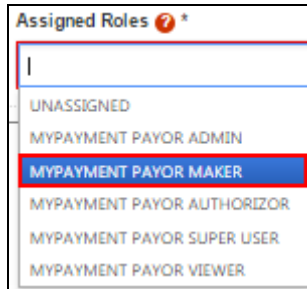 Assigned Roles ? *
UNASSIGNED
MYPAYMENT PAYOR ADMIN
MYPAYMENT PAYOR MAKER
MYPAYMENT PAYOR AUTHORIZOR
MYPAYMENT PAYOR SUPER USER
MYPAYMENT PAYOR VIEWER